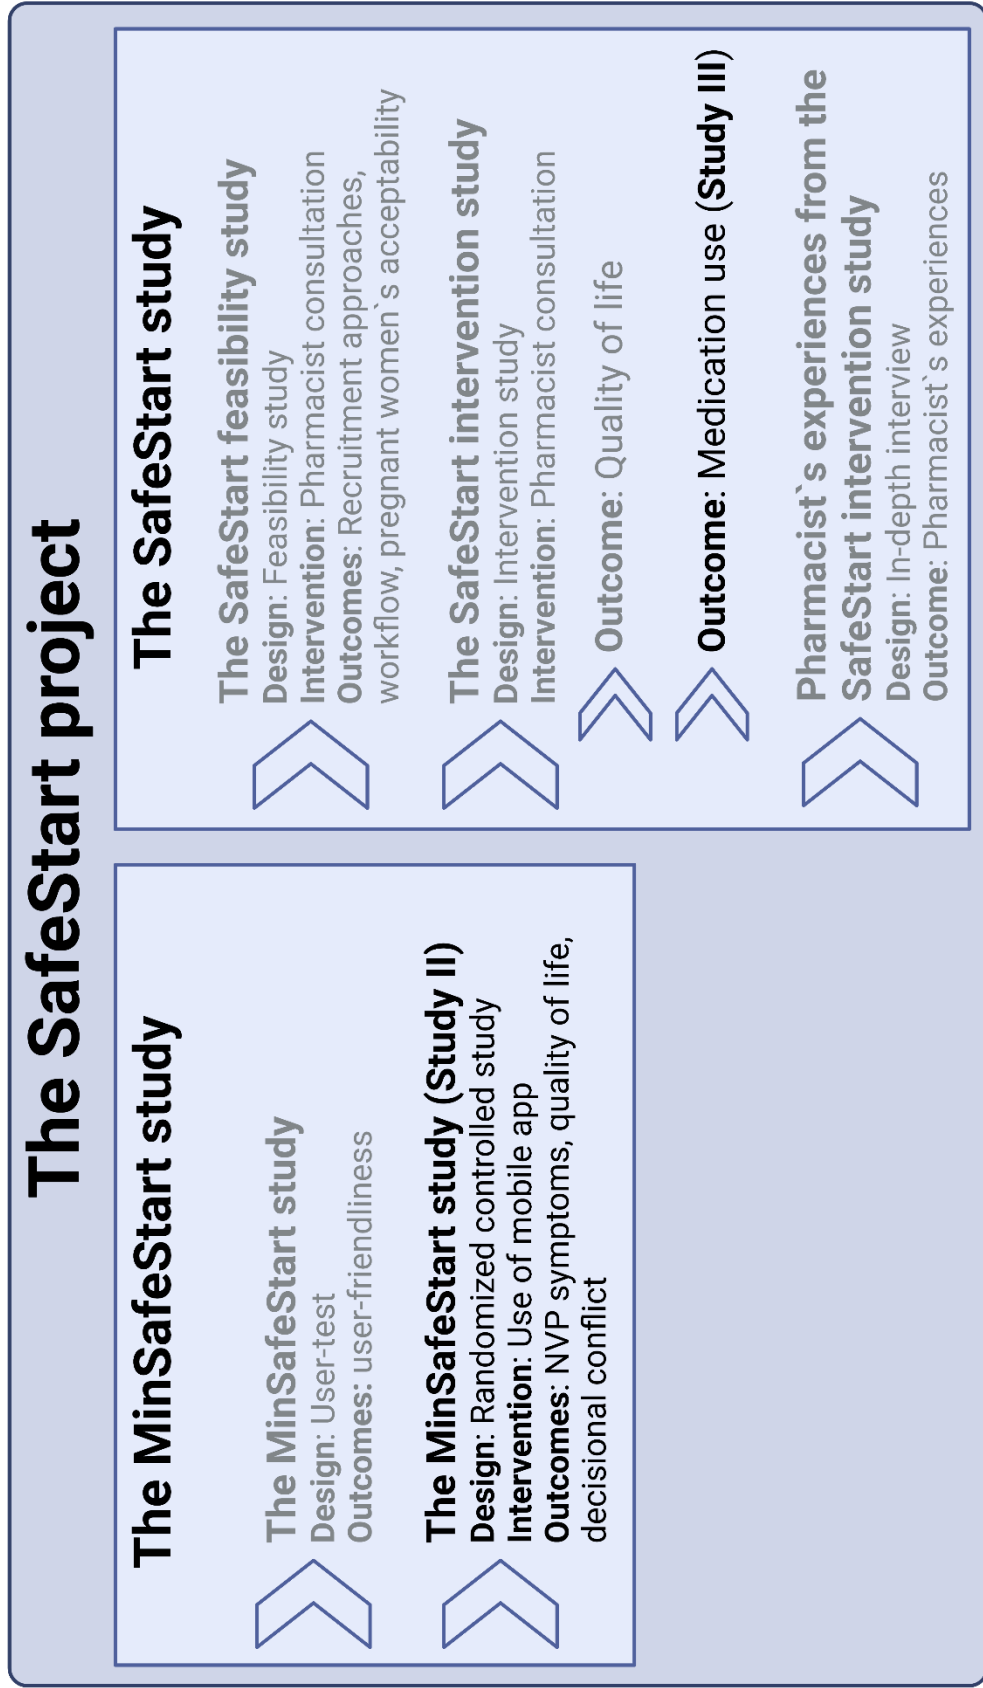 The SafeStart project
The MinSafeStart study
The MinSafeStart study
Design: User-test
Outcomes: user-friendliness
The MinSafeStart study (Study II)
Design: Randomized controlled study
Intervention: Use of mobile app
Outcomes: NVP symptoms, quality of life,
decisional conflict
The SafeStart study
The SafeStart feasibility study
Design: Feasibility study
Intervention: Pharmacist consultation
Outcomes: Recruitment approaches,
workflow, pregnant women`s acceptability
The SafeStart intervention study
Design: Intervention study
Intervention: Pharmacist consultation
Outcome: Quality of life
Outcome: Medication use (Study III)
Pharmacist`s experiences from the
SafeStart intervention study
Design: In-depth interview
Outcome: Pharmacist`s experiences